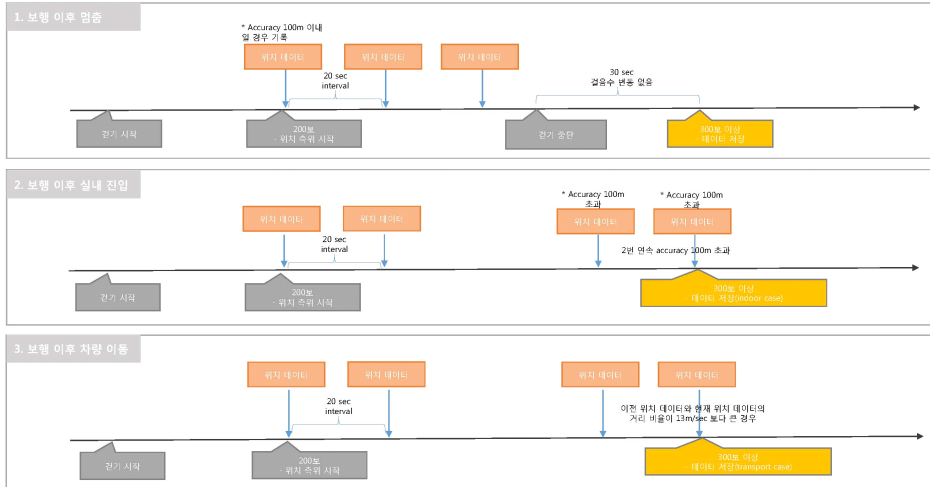 1. 보행 이후 멈춤
* Accuracy 100m 이내
일 경우 기록
위치 데이터
위치 데이터
위치 데이터
20 sec
interval
30 sec
걸음수 변동 없음
걷기 시작
200보
- 위치 측위 시작
걷기 중단
300보 이상
- 데이터 저장
2. 보행 이후 실내 진입
* Accuracy 100m
초과
* Accuracy 100m
초과
위치 데이터
위치 데이터
위치 데이터
위치 데이터
20 sec
interval
2번 연속 accuracy 100m 초과
걷기 시작
200보
- 위치 측위 시작
300보 이상
- 데이터 저장(indoor case)
3. 보행 이후 차량 이동
위치 데이터
위치 데이터
위치 데이터
위치 데이터
20 sec
interval
이전 위치 데이터와 현재 위치 데이터의
거리 비율이 13m/sec 보다 큰 경우
걷기 시작
200보
- 위치 측위 시작
300보 이상
- 데이터 저장(transport case)